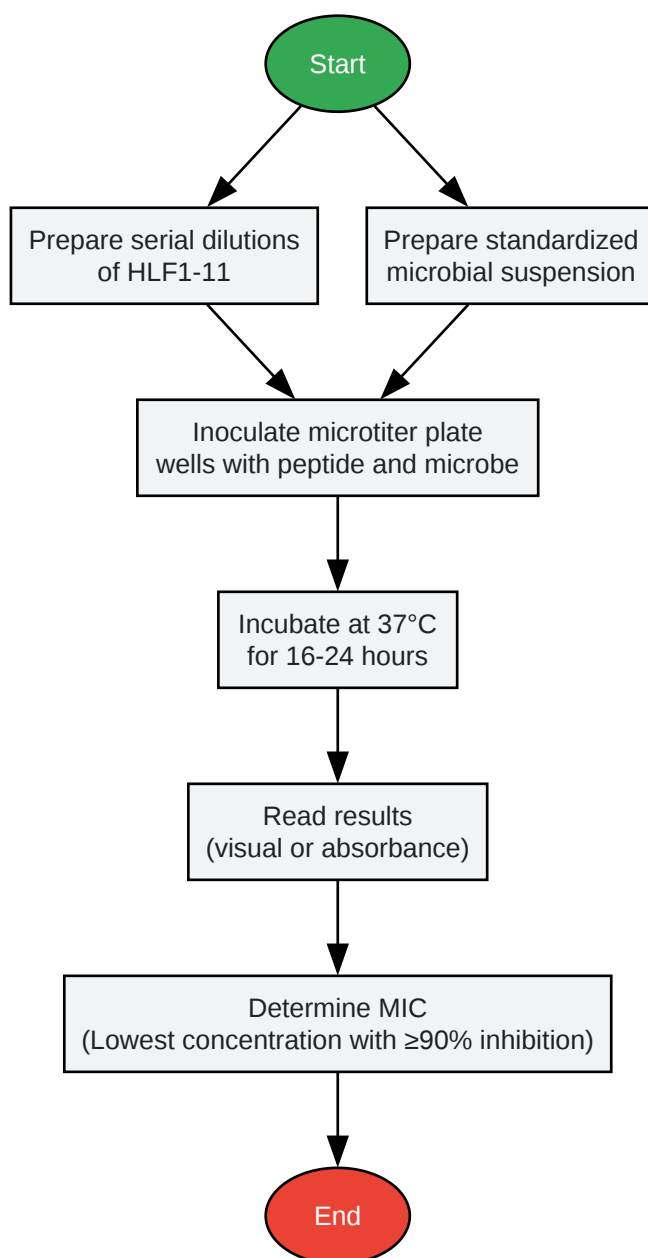 Start
Prepare serial dilutions
of HLF1-11
Prepare standardized
microbial suspension
Inoculate microtiter plate
wells with peptide and microbe
Incubate at 37°C
for 16-24 hours
Read results
(visual or absorbance)
Determine MIC
(Lowest concentration with ≥90% inhibition)
End